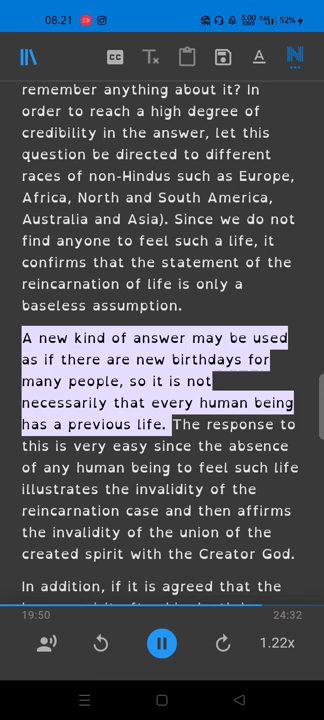 08.21
5.00 KB/S
52%
CC
remember anything about it? In
order to reach a high degree of
credibility in the answer, let this
question be directed to different
races of non-Hindus such as Europe,
Africa, North and South America,
Australia and Asia). Since we do not
find anyone to feel such a life, it
confirms that the statement of the
reincarnation of life is only a
baseless assumption.
A new kind of answer may be used
as if there are new birthdays for
many people, so it is not
necessarily that every human being
has a previous life. The response to
this is very easy since the absence
of any human being to feel such life
illustrates the invalidity of the
reincarnation case and then affirms
the invalidity of the union of the
created spirit with the Creator God.
In addition, if it is agreed that the
19:50
24:32
1.22x